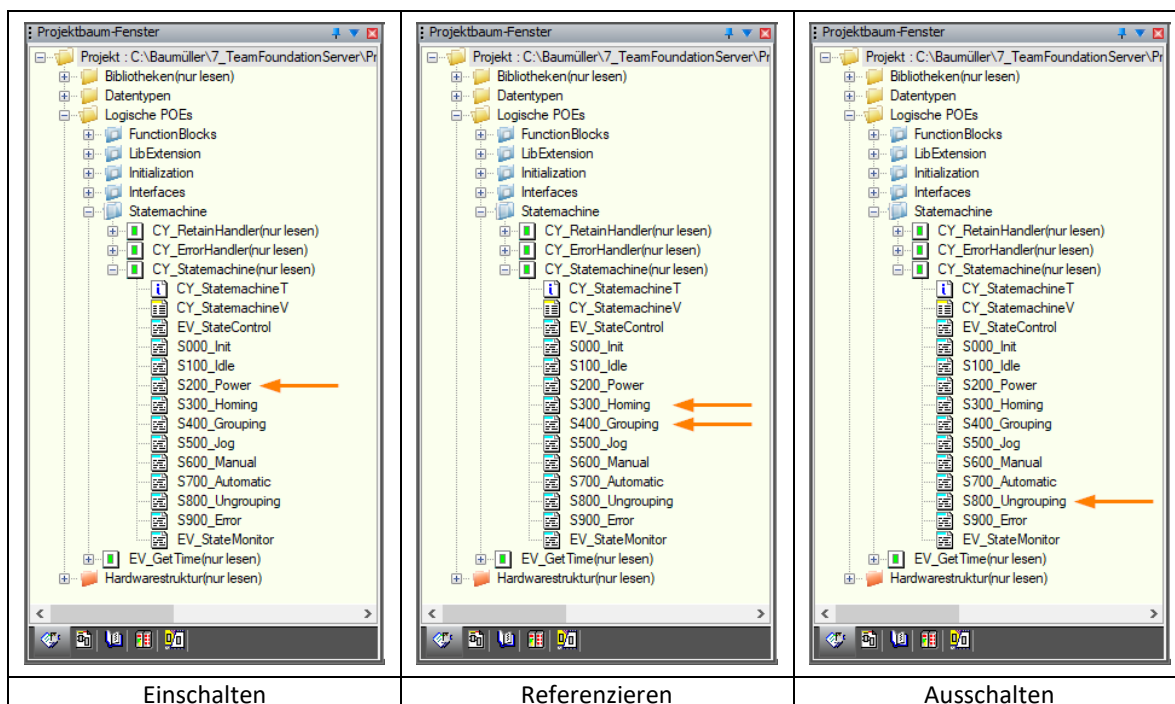 Projektbaum-Fenster
Projekt : C:\Baumüller\7_TeamFoundationServer\Pr
Bibliotheken(nur lesen)
Datentypen
Logische POEs
FunctionBlocks
LibExtension
Initialization
Interfaces
Statemachine
CY_RetainHandler(nur lesen)
CY_ErrorHandler(nur lesen)
CY_Statemachine(nur lesen)
CY_StatemachineT
CY_StatemachineV
EV_StateControl
S000_Init
S100_Idle
S200_Power
S300_Homing
S400_Grouping
S500_Jog
S600_Manual
S700_Automatic
S800_Ungrouping
S900_Error
EV_StateMonitor
EV_GetTime(nur lesen)
Hardwarestruktur(nur lesen)
Einschalten
Projektbaum-Fenster
Projekt : C:\Baumüller\7_TeamFoundationServer\Pr
Bibliotheken(nur lesen)
Datentypen
Logische POEs
FunctionBlocks
LibExtension
Initialization
Interfaces
Statemachine
CY_RetainHandler(nur lesen)
CY_ErrorHandler(nur lesen)
CY_Statemachine(nur lesen)
CY_StatemachineT
CY_StatemachineV
EV_StateControl
S000_Init
S100_Idle
S200_Power
S300_Homing
S400_Grouping
S500_Jog
S600_Manual
S700_Automatic
S800_Ungrouping
S900_Error
EV_StateMonitor
EV_GetTime(nur lesen)
Hardwarestruktur(nur lesen)
Referenzieren
Projektbaum-Fenster
Projekt : C:\Baumüller\7_TeamFoundationServer\Pr
Bibliotheken(nur lesen)
Datentypen
Logische POEs
FunctionBlocks
LibExtension
Initialization
Interfaces
Statemachine
CY_RetainHandler(nur lesen)
CY_ErrorHandler(nur lesen)
CY_Statemachine(nur lesen)
CY_StatemachineT
CY_StatemachineV
EV_StateControl
S000_Init
S100_Idle
S200_Power
S300_Homing
S400_Grouping
S500_Jog
S600_Manual
S700_Automatic
S800_Ungrouping
S900_Error
EV_StateMonitor
EV_GetTime(nur lesen)
Hardwarestruktur(nur lesen)
Ausschalten